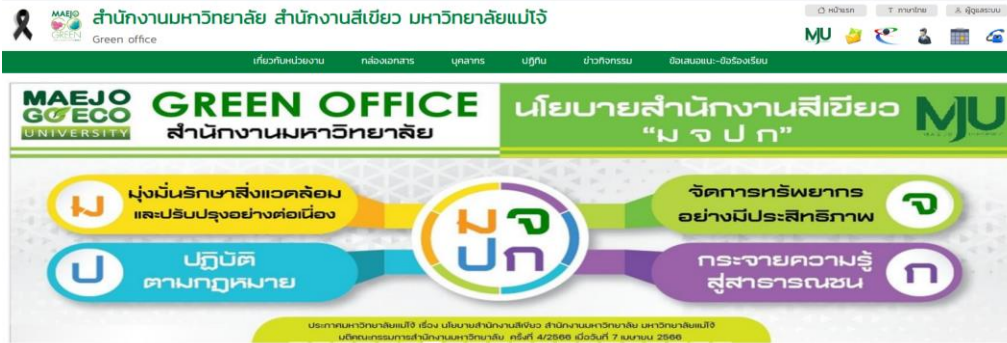 สำนักงานมหาวิทยาลัย สำนักงานสีเขียว มหาวิทยาลัยแม่โจ้
Green office
MAEJO
GREEN
หน้าแรก ภาษาไทย ผู้ดูแลระบบ
MJU
เกี่ยวกับหน่วยงาน กล่องเอกสาร บุคลากร ปฏิทิน ข่าวกิจกรรม ข้อเสนอแนะ-ข้อร้องเรียน
MAEJO
GO ECO
UNIVERSITY
GREEN OFFICE
สำนักงานมหาวิทยาลัย
นโยบายสำนักงานสีเขียว
“ม จ ป ก”
MJU
ม
มุ่งมั่นรักษาสิ่งแวดล้อม
และปรับปรุงอย่างต่อเนื่อง
ม จ
ป ก
จัดการทรัพยากร
อย่างมีประสิทธิภาพ
จ
ป
ปฏิบัติ
ตามกฎหมาย
กระจายความรู้
สู่สาธารณชน
ก
ประกาศมหาวิทยาลัยแม่โจ้ เรื่อง นโยบายสำนักงานสีเขียว สำนักงานมหาวิทยาลัย มหาวิทยาลัยแม่โจ้
มติคณะกรรมการสำนักงานมหาวิทยาลัย ครั้งที่ 4/2566 เมื่อวันที่ 7 เมษายน 2566